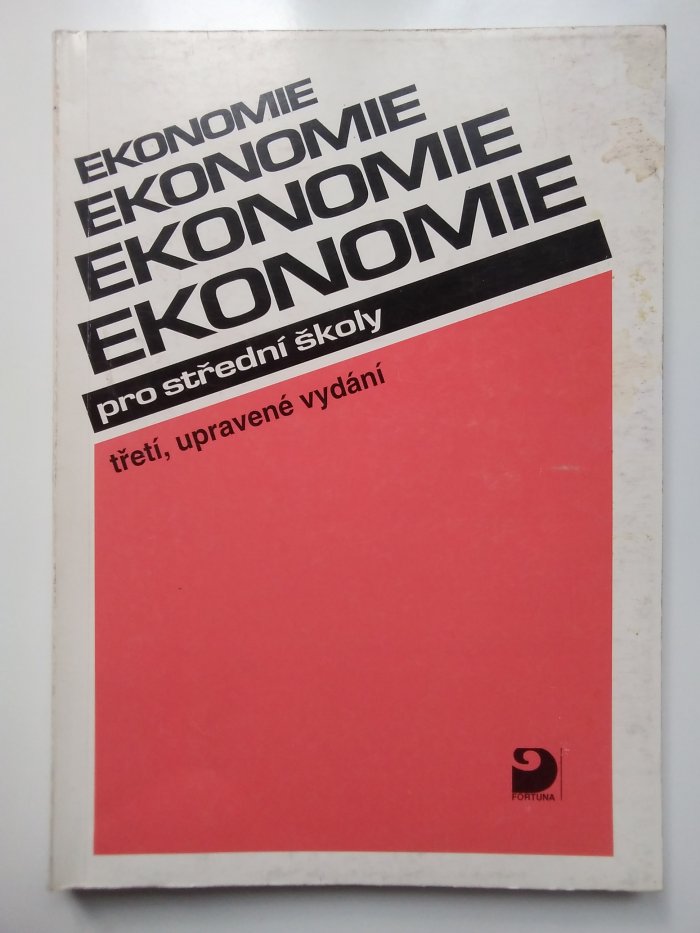 EKONOMIE
EKONOMIE
EKONOMIE
EKONOMIE
pro střední školy
třetí, upravené vydání
FORTUNA